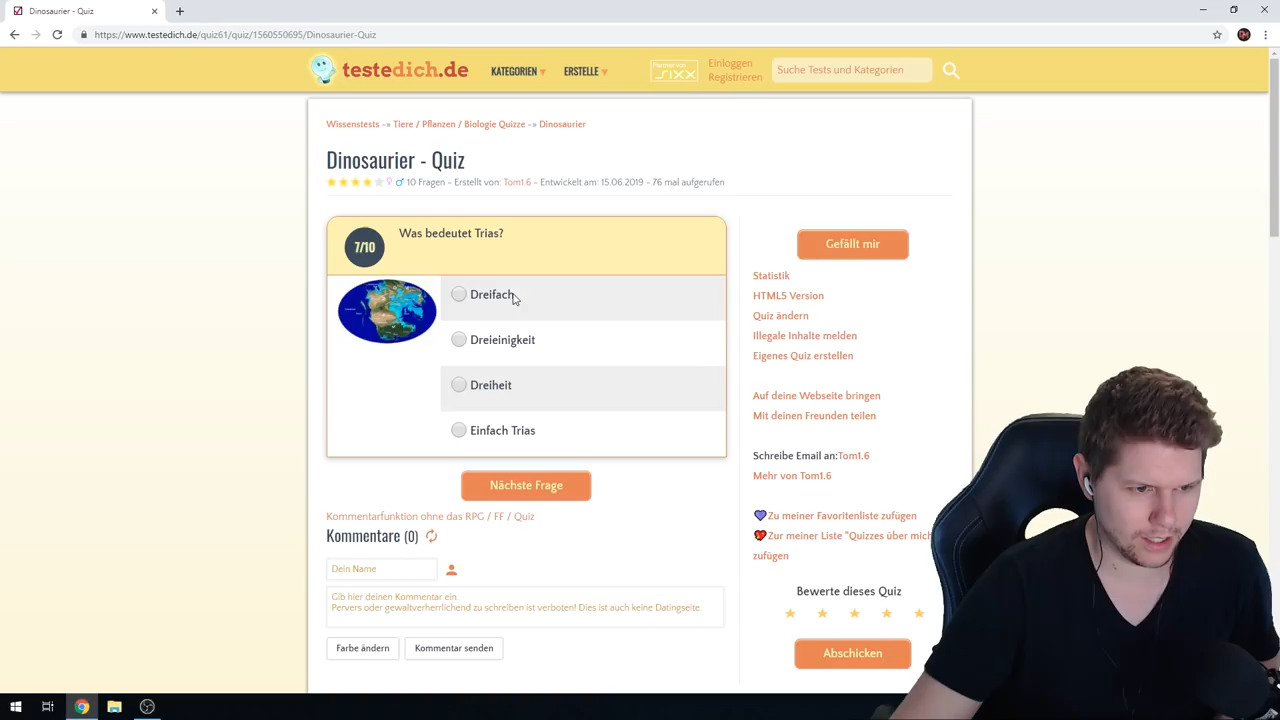 Dinosaurier - Quiz
https://www.testedich.de/quiz61/quiz/1560550695/Dinosaurier-Quiz
testedich.de
KATEGORIEN ▼
ERSTELLE ▼
Partner von
sixx
Einloggen
Registrieren
Suche Tests und Kategorien
Wissenstests -» Tiere / Pflanzen / Biologie Quizze -» Dinosaurier
Dinosaurier - Quiz
10 Fragen - Erstellt von: Tom1.6 - Entwickelt am: 15.06.2019 - 76 mal aufgerufen
7/10
Was bedeutet Trias?
Dreifach
Dreieinigkeit
Dreiheit
Einfach Trias
Nächste Frage
Kommentarfunktion ohne das RPG / FF / Quiz
Kommentare (0)
Dein Name
Gib hier deinen Kommentar ein.
Pervers oder gewaltverherrlichend zu schreiben ist verboten! Dies ist auch keine Datingseite.
Farbe ändern
Kommentar senden
Gefällt mir
Statistik
HTML5 Version
Quiz ändern
Illegale Inhalte melden
Eigenes Quiz erstellen
Auf deine Webseite bringen
Mit deinen Freunden teilen
Schreibe Email an:Tom1.6
Mehr von Tom1.6
Zu meiner Favoritenliste zufügen
Zur meiner Liste "Quizzes über mich
zufügen
Bewerte dieses Quiz
Abschicken